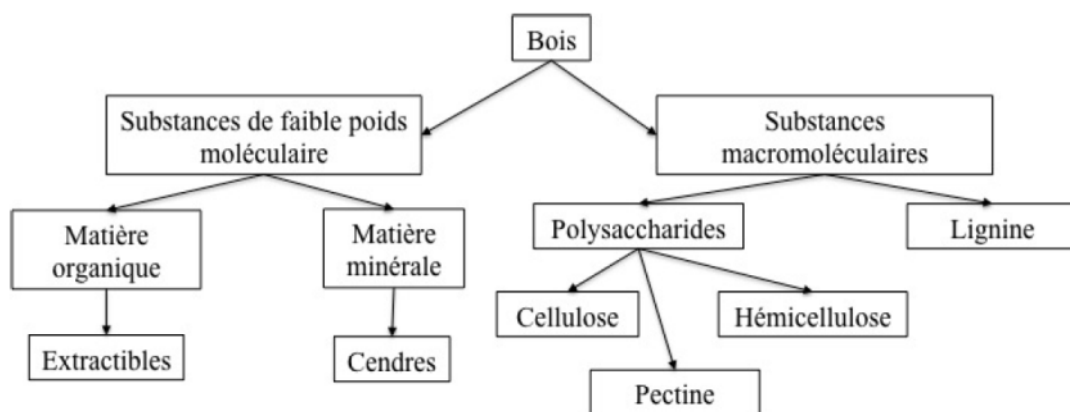 Bois
Substances de faible poids
moléculaire
Substances
macromoléculaires
Matière
organique
Matière
minérale
Polysaccharides
Lignine
Extractibles
Cendres
Cellulose
Hémicellulose
Pectine